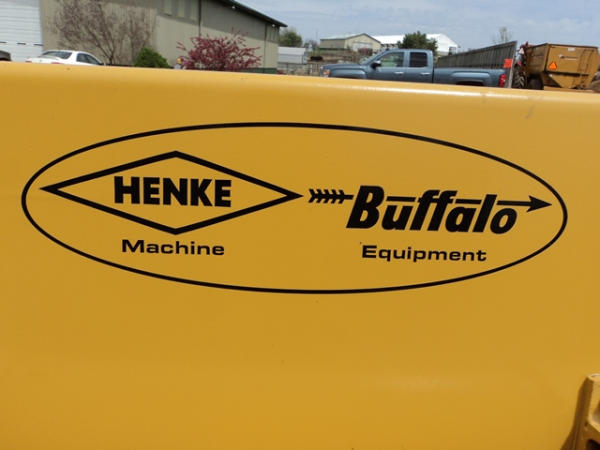 HENKE
Machine
Buffalo
Equipment